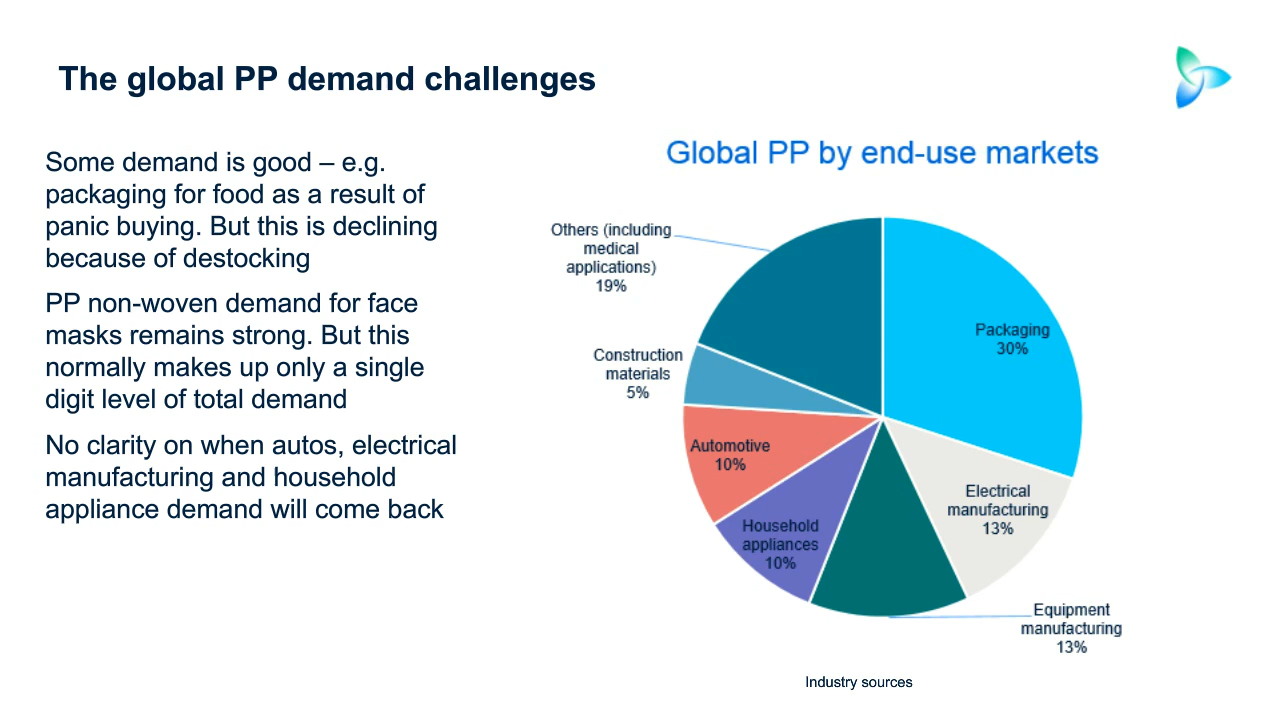 The global PP demand challenges
Some demand is good – e.g.
packaging for food as a result of
panic buying. But this is declining
because of destocking
PP non-woven demand for face
masks remains strong. But this
normally makes up only a single
digit level of total demand
No clarity on when autos, electrical
manufacturing and household
appliance demand will come back
Global PP by end-use markets
Others (including
medical
applications)
19%
Packaging
30%
Construction
materials
5%
Automotive
10%
Electrical
manufacturing
13%
Household
appliances
10%
Equipment
manufacturing
13%
Industry sources